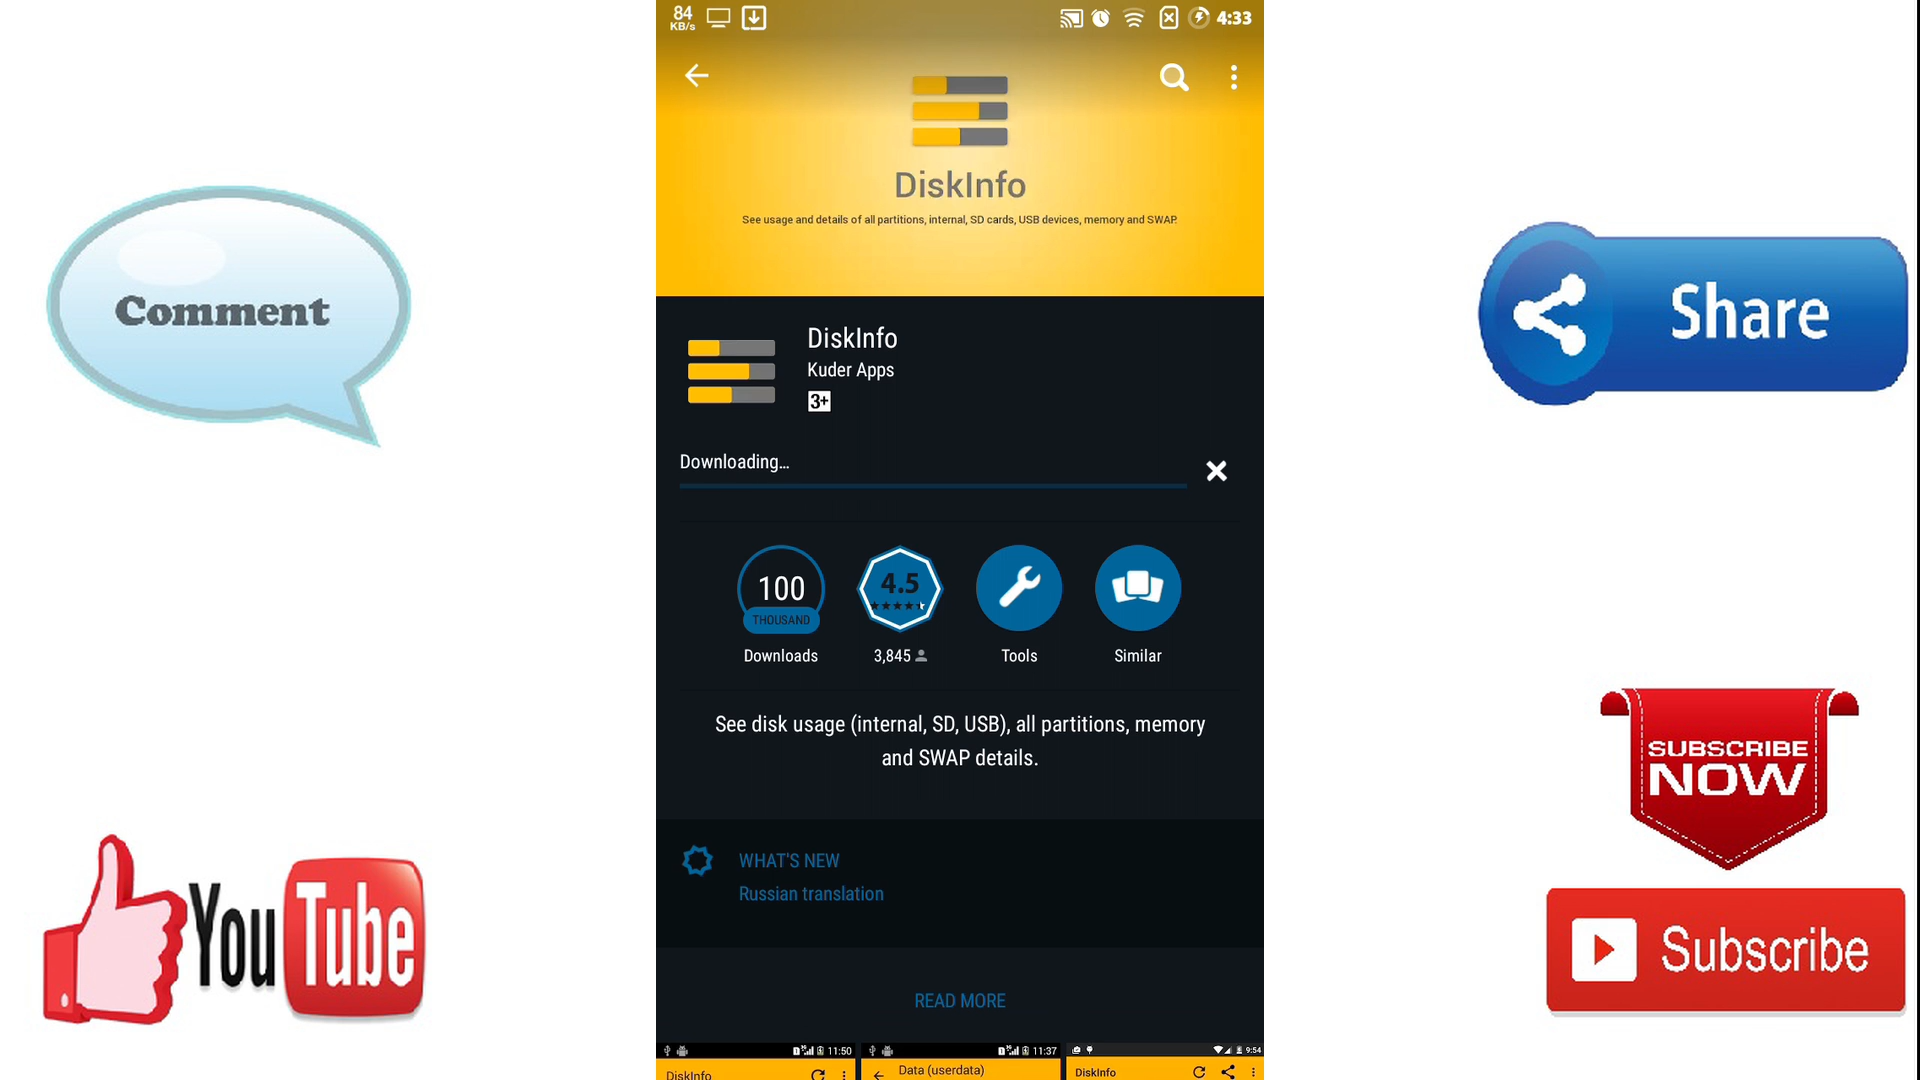 84
KB/s
4:33
DiskInfo
See usage and details of all partitions, internal, SD cards, USB devices, memory and SWAP.
DiskInfo
Kuder Apps
3+
Downloading...
100
THOUSAND
4.5
Downloads
3,845
Tools
Similar
See disk usage (internal, SD, USB), all partitions, memory
and SWAP details.
WHAT'S NEW
Russian translation
READ MORE
11:50
11:37
9:54
DiskInfo
Data (userdata)
DiskInfo
Comment
Share
YouTube
SUBSCRIBE
NOW
Subscribe